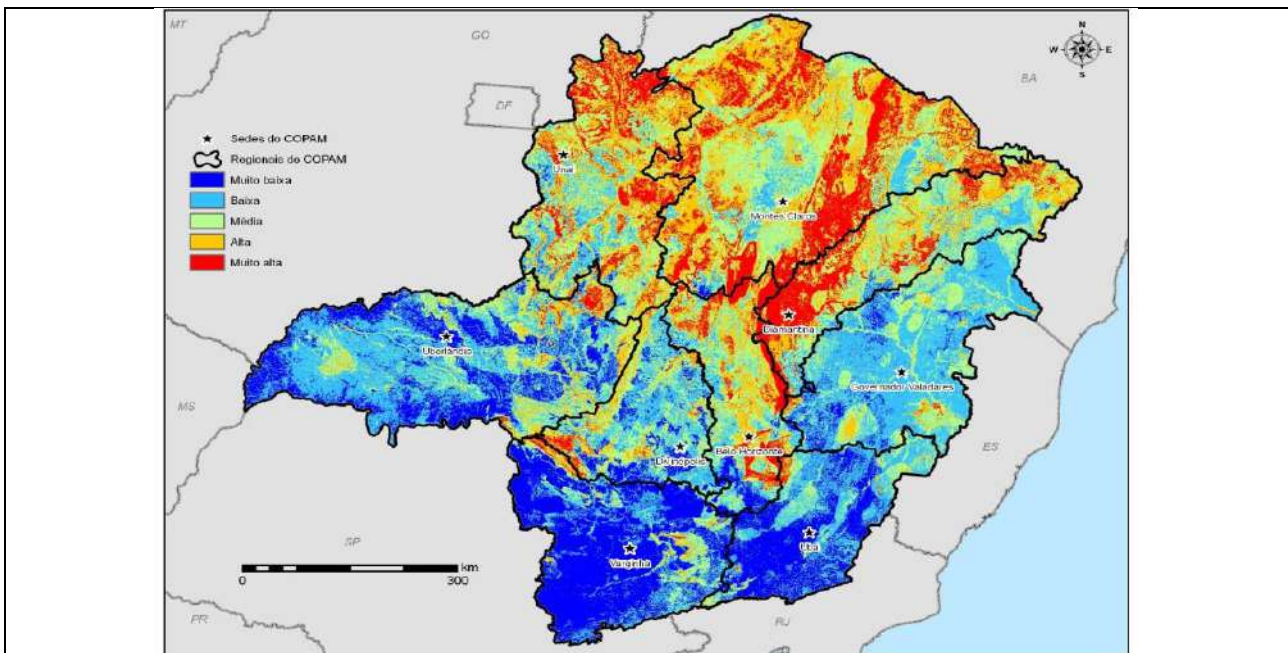 MT
GO
N
W E
S
BA
DF
Sedes do COPAM
Regionais do COPAM
Muito baixa
Baixa
Média
Alta
Muito alta
Unaí
Montes Claros
Diamantina
Uberlândia
Governador Valadares
MS
Divinópolis
Belo Horizonte
ES
SP
Ubá
Varginha
km
0 300
PR
RJ